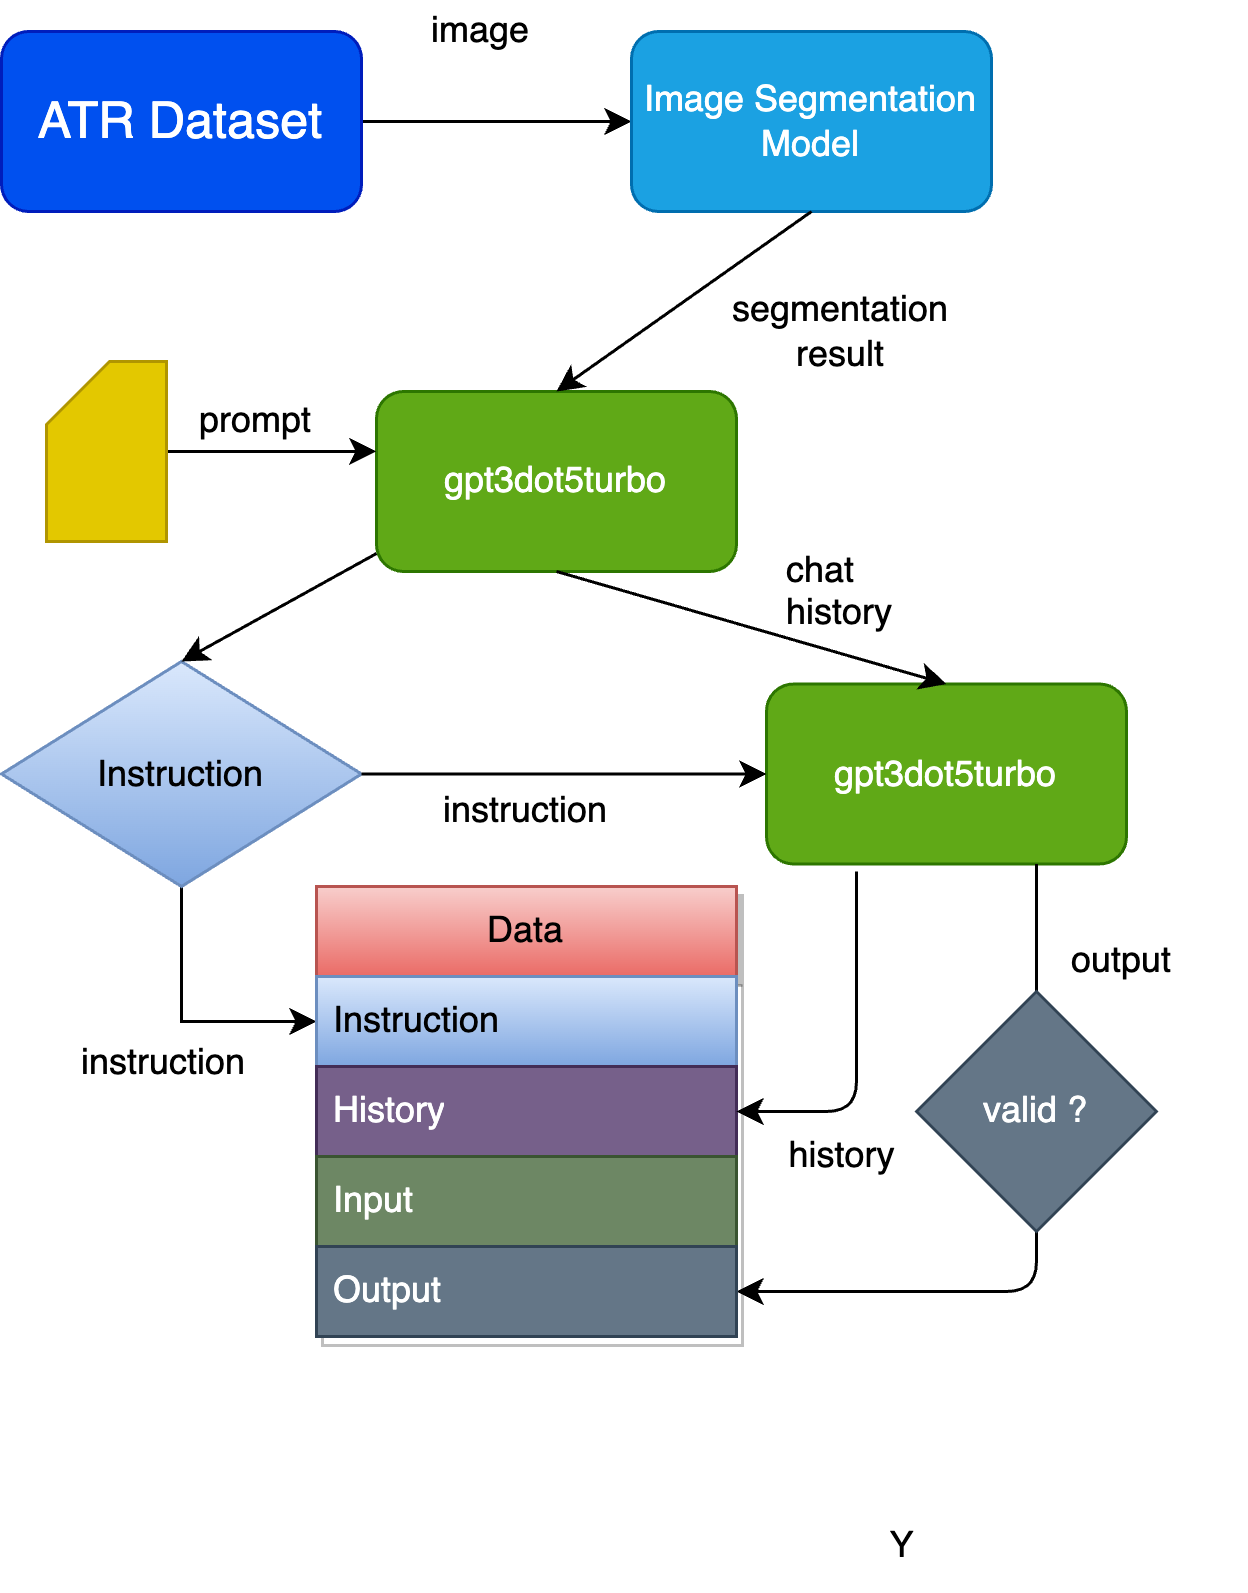 image
ATR Dataset
Image Segmentation
Model
segmentation
result
prompt
gpt3dot5turbo
chat
history
Instruction
instruction
gpt3dot5turbo
Data
output
Instruction
instruction
History
valid ?
history
Input
Output
Y